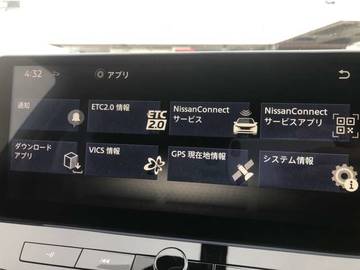 4:32 アプリ
通知
ETC2.0 情報
ETC
2.0
NissanConnect
サービス
NissanConnect
サービスアプリ
ダウンロード
アプリ
VICS 情報
GPS 現在地情報
システム情報